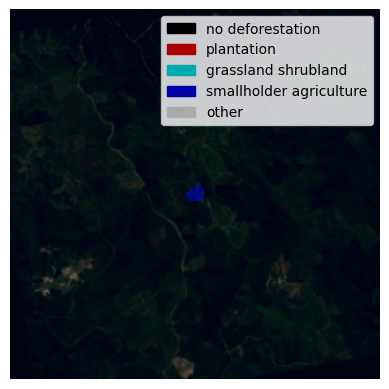 no deforestation
plantation
grassland shrubland
smallholder agriculture
other